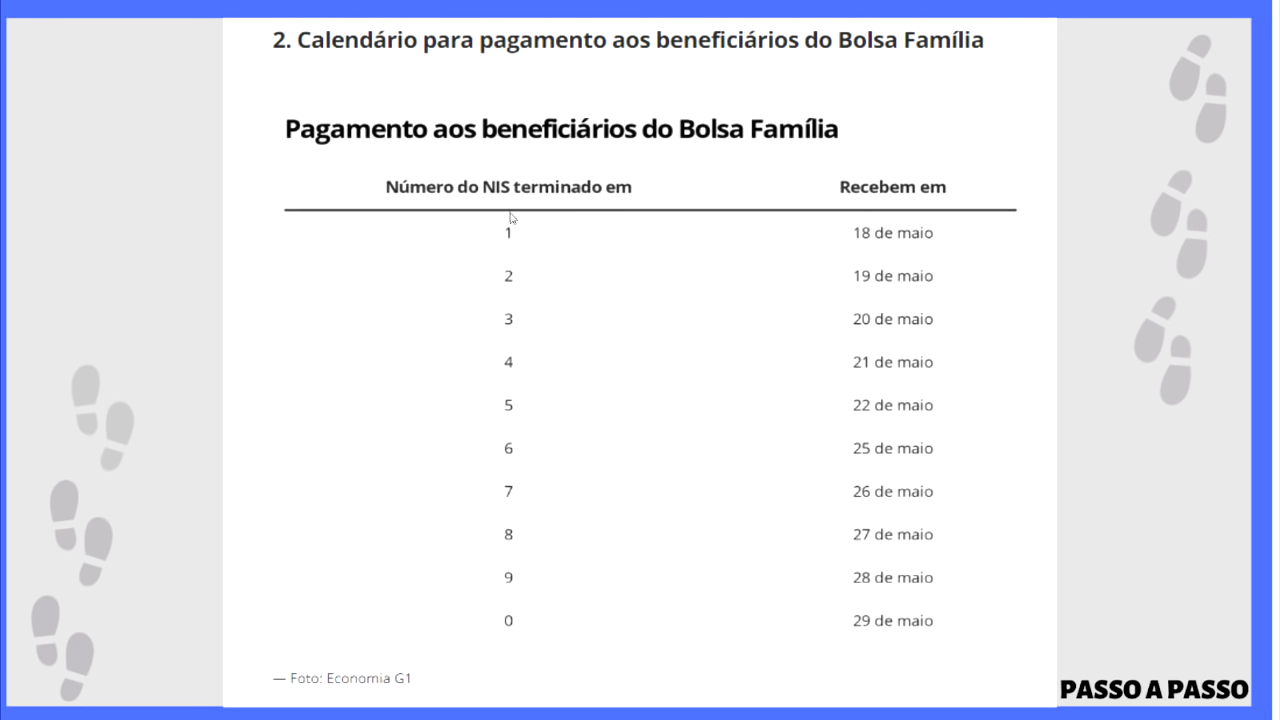 2. Calendário para pagamento aos beneficiários do Bolsa Família
Pagamento aos beneficiários do Bolsa Família
Número do NIS terminado em Recebem em
1 18 de maio
2 19 de maio
3 20 de maio
4 21 de maio
5 22 de maio
6 25 de maio
7 26 de maio
8 27 de maio
9 28 de maio
0 29 de maio
— Foto: Economia G1
PASSO A PASSO